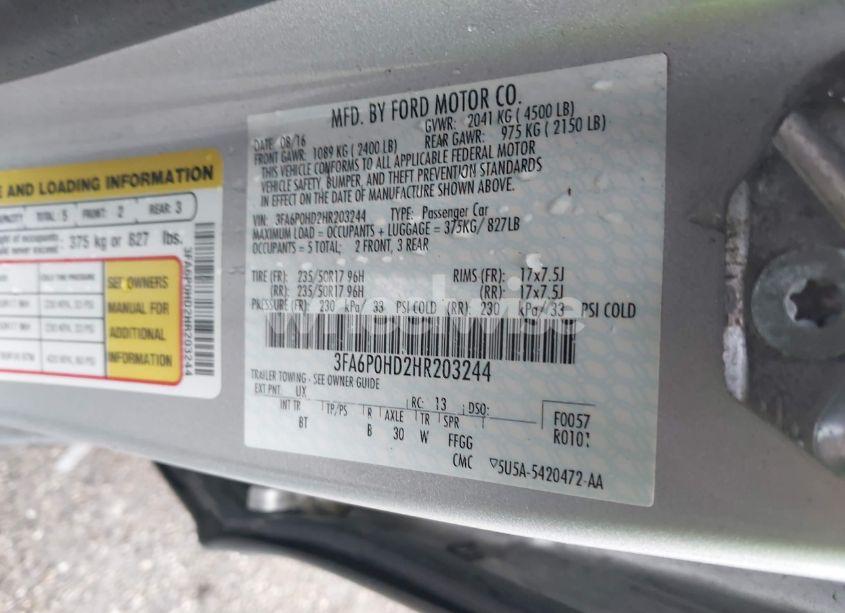 MFD. BY FORD MOTOR CO.
DATE: 08/16 GVWR: 2041 KG ( 4500 LB)
FRONT GAWR: 1089 KG ( 2400 LB) REAR GAWR: 975 KG ( 2150 LB)
THIS VEHICLE CONFORMS TO ALL APPLICABLE FEDERAL MOTOR
VEHICLE SAFETY, BUMPER, AND THEFT PREVENTION STANDARDS
IN EFFECT ON THE DATE OF MANUFACTURE SHOWN ABOVE.
VIN: 3FA6P0HD2HR203244 TYPE: Passenger Car
MAXIMUM LOAD = OCCUPANTS + LUGGAGE = 375KG/ 827LB
OCCUPANTS = 5 TOTAL; 2 FRONT, 3 REAR
TIRE (FR): 235/50R17 96H RIMS (FR): 17x7.5J
(RR): 235/50R17 96H (RR): 17x7.5J
PRESSURE (FR): 230 kPa/ 33 PSI COLD (RR): 230 kPa/ 33 PSI COLD
3FA6P0HD2HR203244
TRAILER TOWING - SEE OWNER GUIDE
EXT PNT: UX RC: 13 DSO:
INT TR TP/PS R AXLE TR SPR F0057
BT B 30 W FFGG R0101
CMC ▽5U5A-5420472-AA
E AND LOADING INFORMATION
TOTAL: 5 FRONT: 2 REAR: 3
375 kg or 827 lbs.
SEE OWNERS
MANUAL FOR
ADDITIONAL
INFORMATION
3FA6P0HD2HR203244
wheelwise